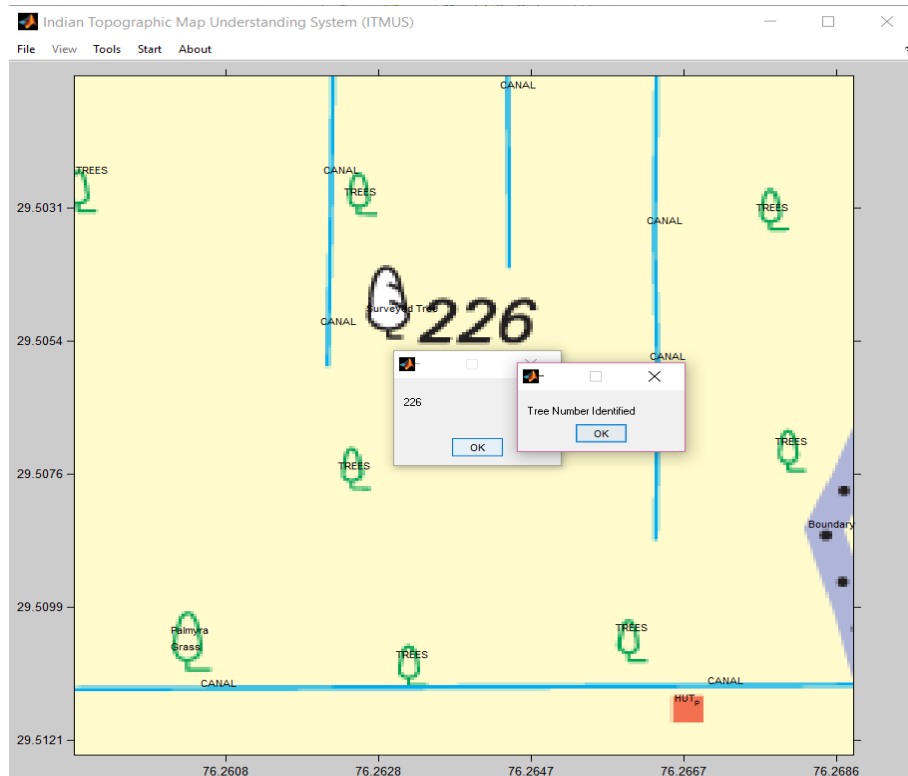 Indian Topographic Map Understanding System (ITMUS)
File View Tools Start About
CANAL
TREES
CANAL
TREES
TREES
29.5031
CANAL
Surveyed Tree
226
CANAL
29.5054
CANAL
226
OK
Tree Number Identified
OK
TREES
TREES
29.5076
Boundary
29.5099
Palmyra
Grass
TREES
TREES
CANAL
CANAL
HUT P
29.5121
76.2608 76.2628 76.2647 76.2667 76.2686